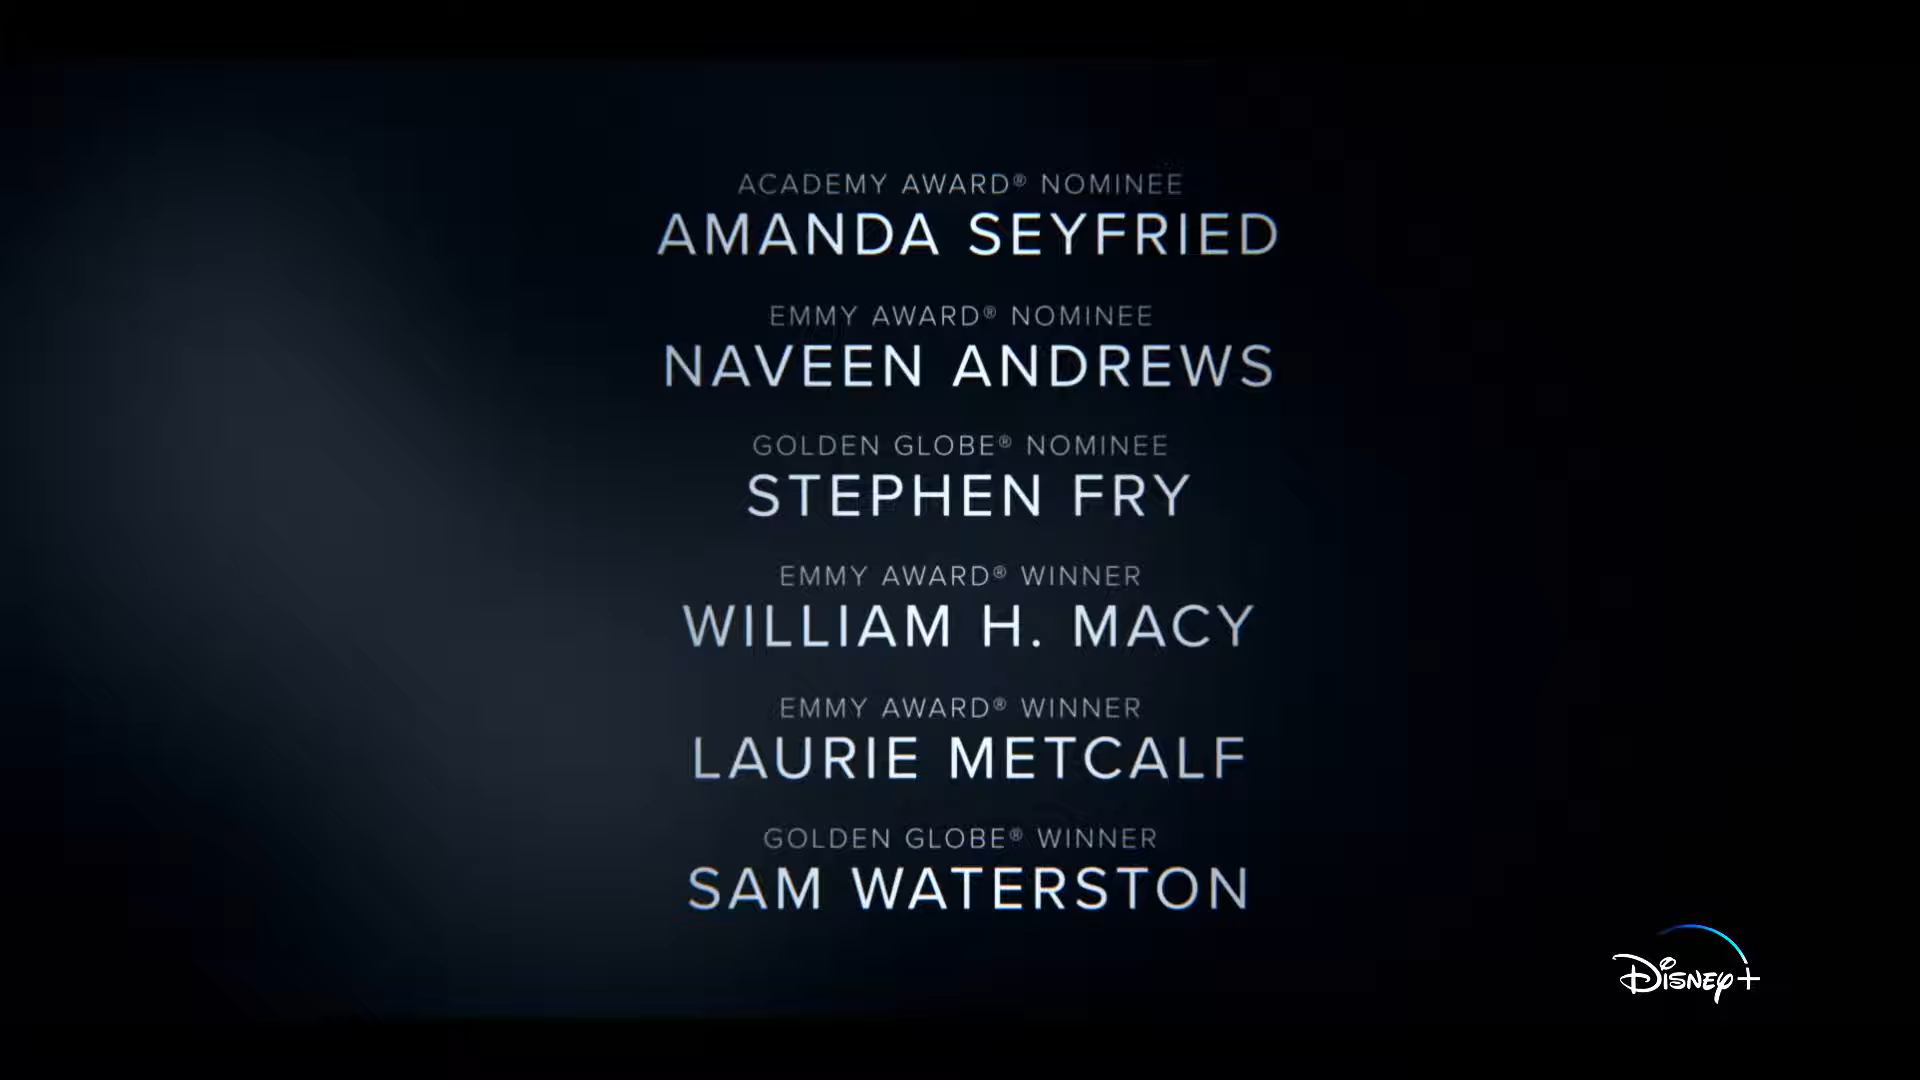 ACADEMY AWARD® NOMINEE
AMANDA SEYFRIED
EMMY AWARD® NOMINEE
NAVEEN ANDREWS
GOLDEN GLOBE® NOMINEE
STEPHEN FRY
EMMY AWARD® WINNER
WILLIAM H. MACY
EMMY AWARD® WINNER
LAURIE METCALF
GOLDEN GLOBE® WINNER
SAM WATERSTON
Disney+